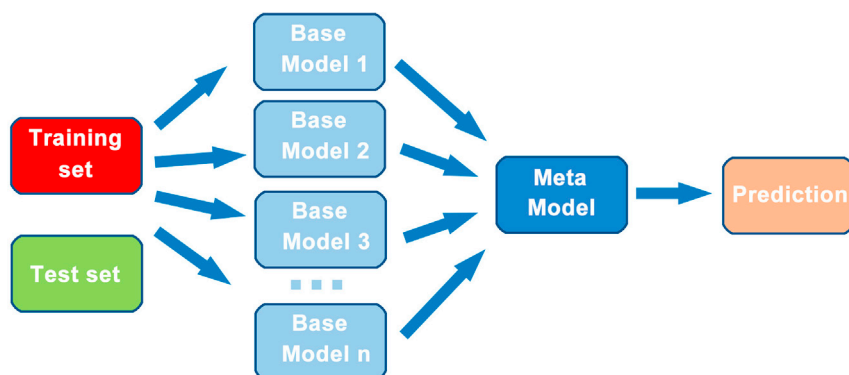 Base
Model 1
Training
set
Base
Model 2
Base
Model 3
Test set
Base
Model n
Meta
Model
Prediction